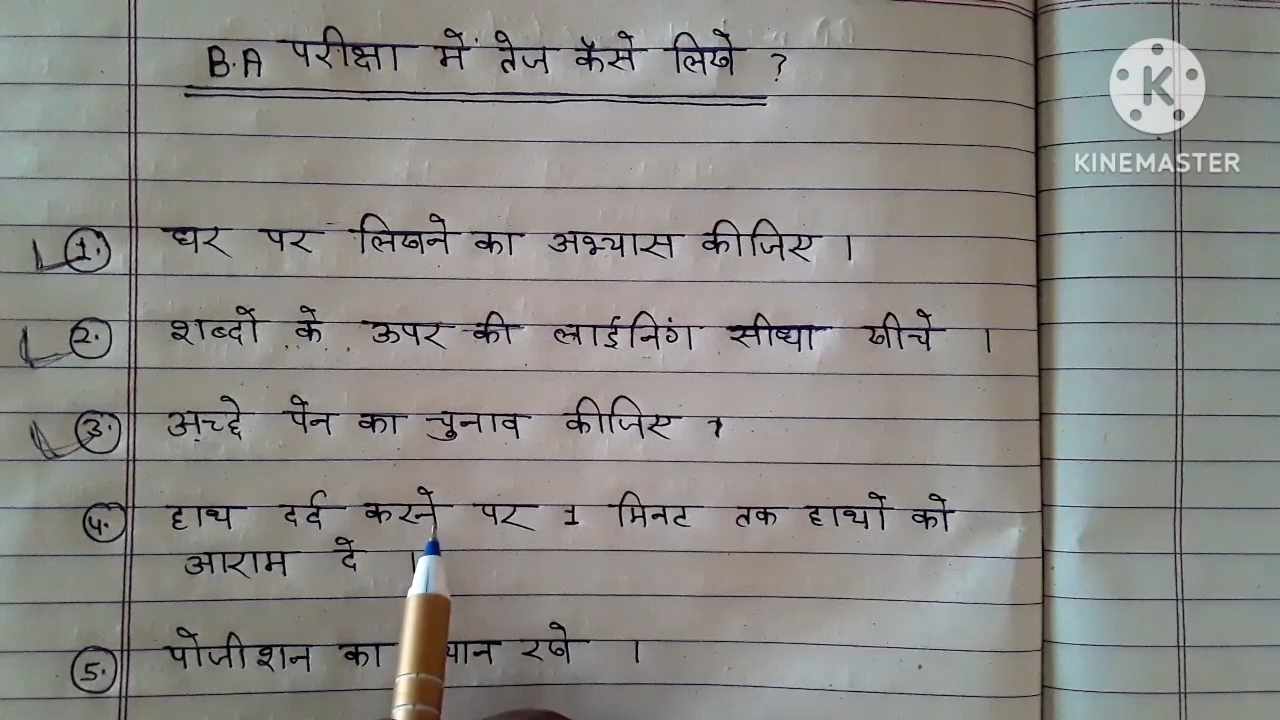 B.A परीक्षा में तेज कैसे लिखे ?
K
KINEMASTER
1. घर पर लिखने का अभ्यास कीजिए ।
2. शब्दों के ऊपर की लाईनिंग सीधा खीचे ।
3. अच्छे पेन का चुनाव कीजिए ।
4. हाथ दर्द करने पर 1 मिनट तक हाथों को
आराम दे ।
5. पोजीशन का रखे ।